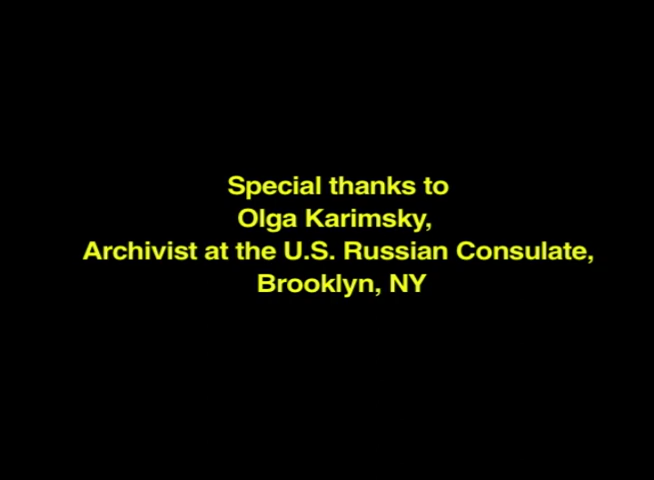 Special thanks to
Olga Karimsky,
Archivist at the U.S. Russian Consulate,
Brooklyn, NY